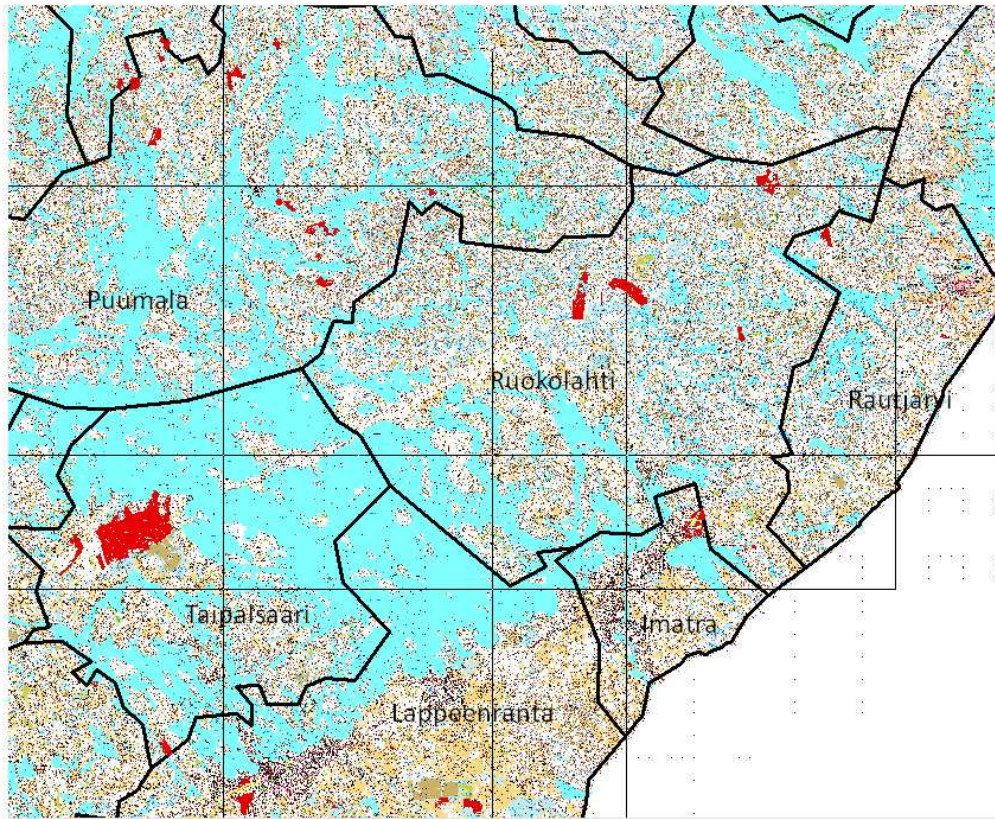 Puumala
Ruokolahti
Rautjärvi
Taipalsaari
Imatra
Lappeenranta